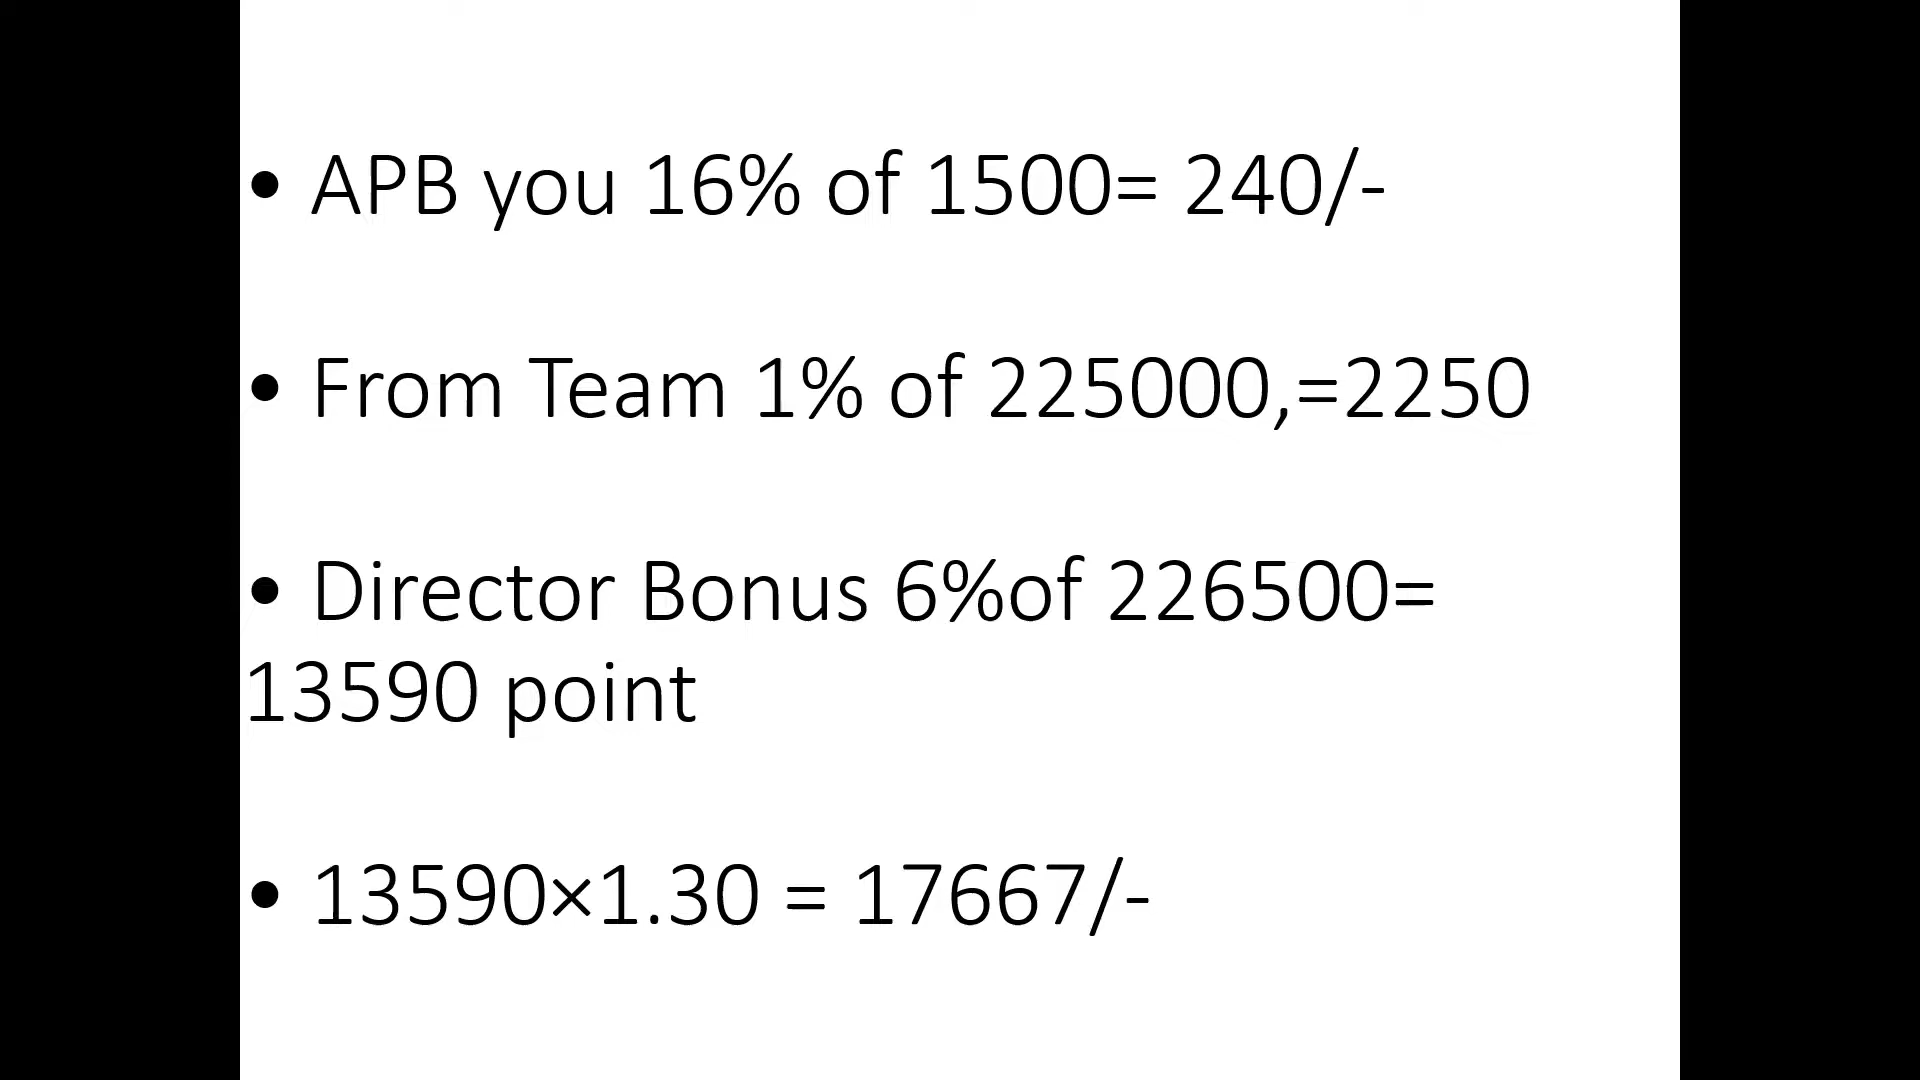 • APB you 16% of 1500= 240/-
• From Team 1% of 225000,=2250
• Director Bonus 6%of 226500=
13590 point
• 13590×1.30 = 17667/-